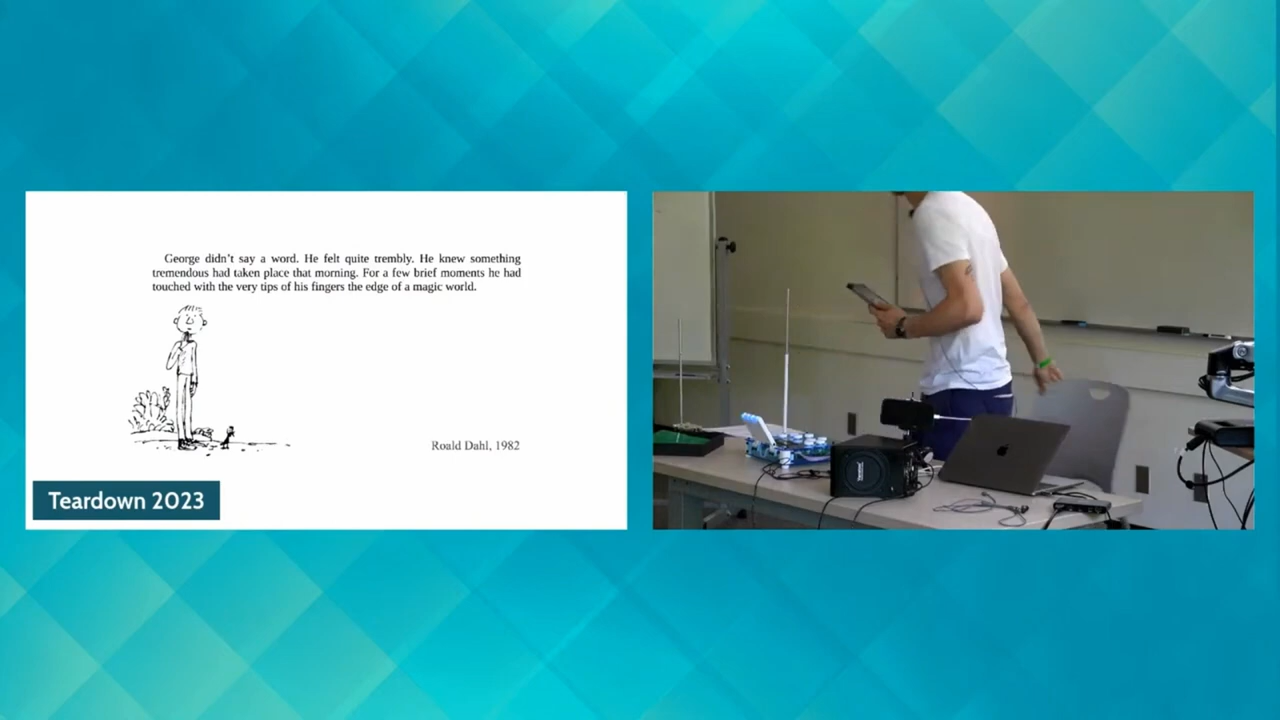 George didn't say a word. He felt quite trembly. He knew something
tremendous had taken place that morning. For a few brief moments he had
touched with the very tips of his fingers the edge of a magic world.
Roald Dahl, 1982
Teardown 2023